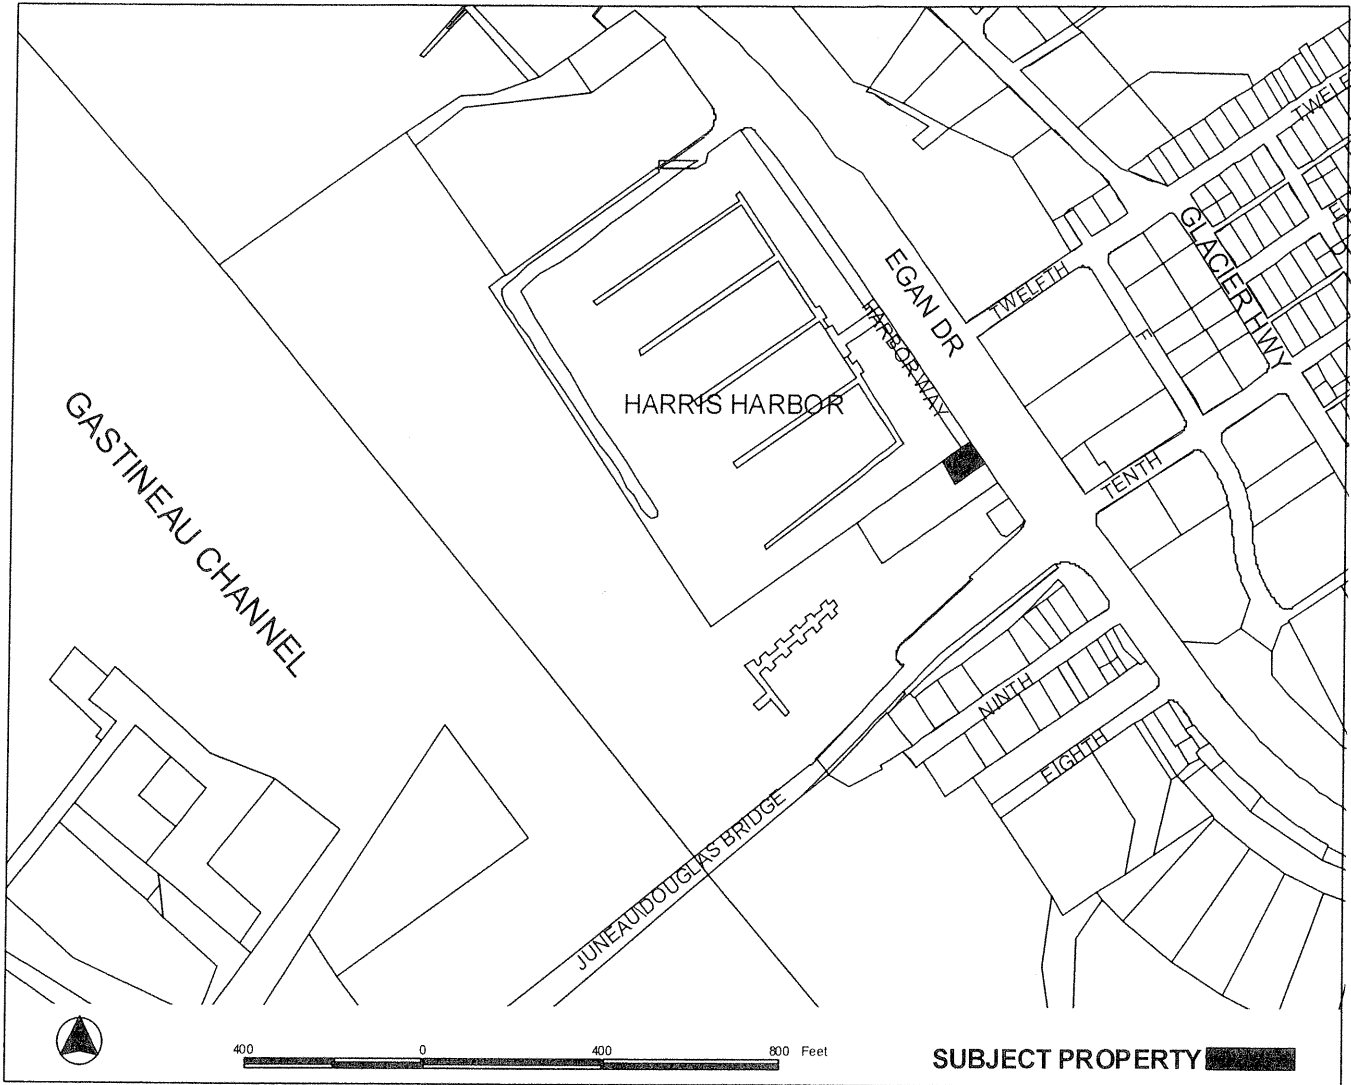 TWELF
GLACIER HWY
E
D
EGAN DR
TWELFTH
F
HARBOR WAY
HARRIS HARBOR
GASTINEAU CHANNEL
TENTH
NINTH
EIGHTH
JUNEAU DOUGLAS BRIDGE
400 0 400 800 Feet
SUBJECT PROPERTY